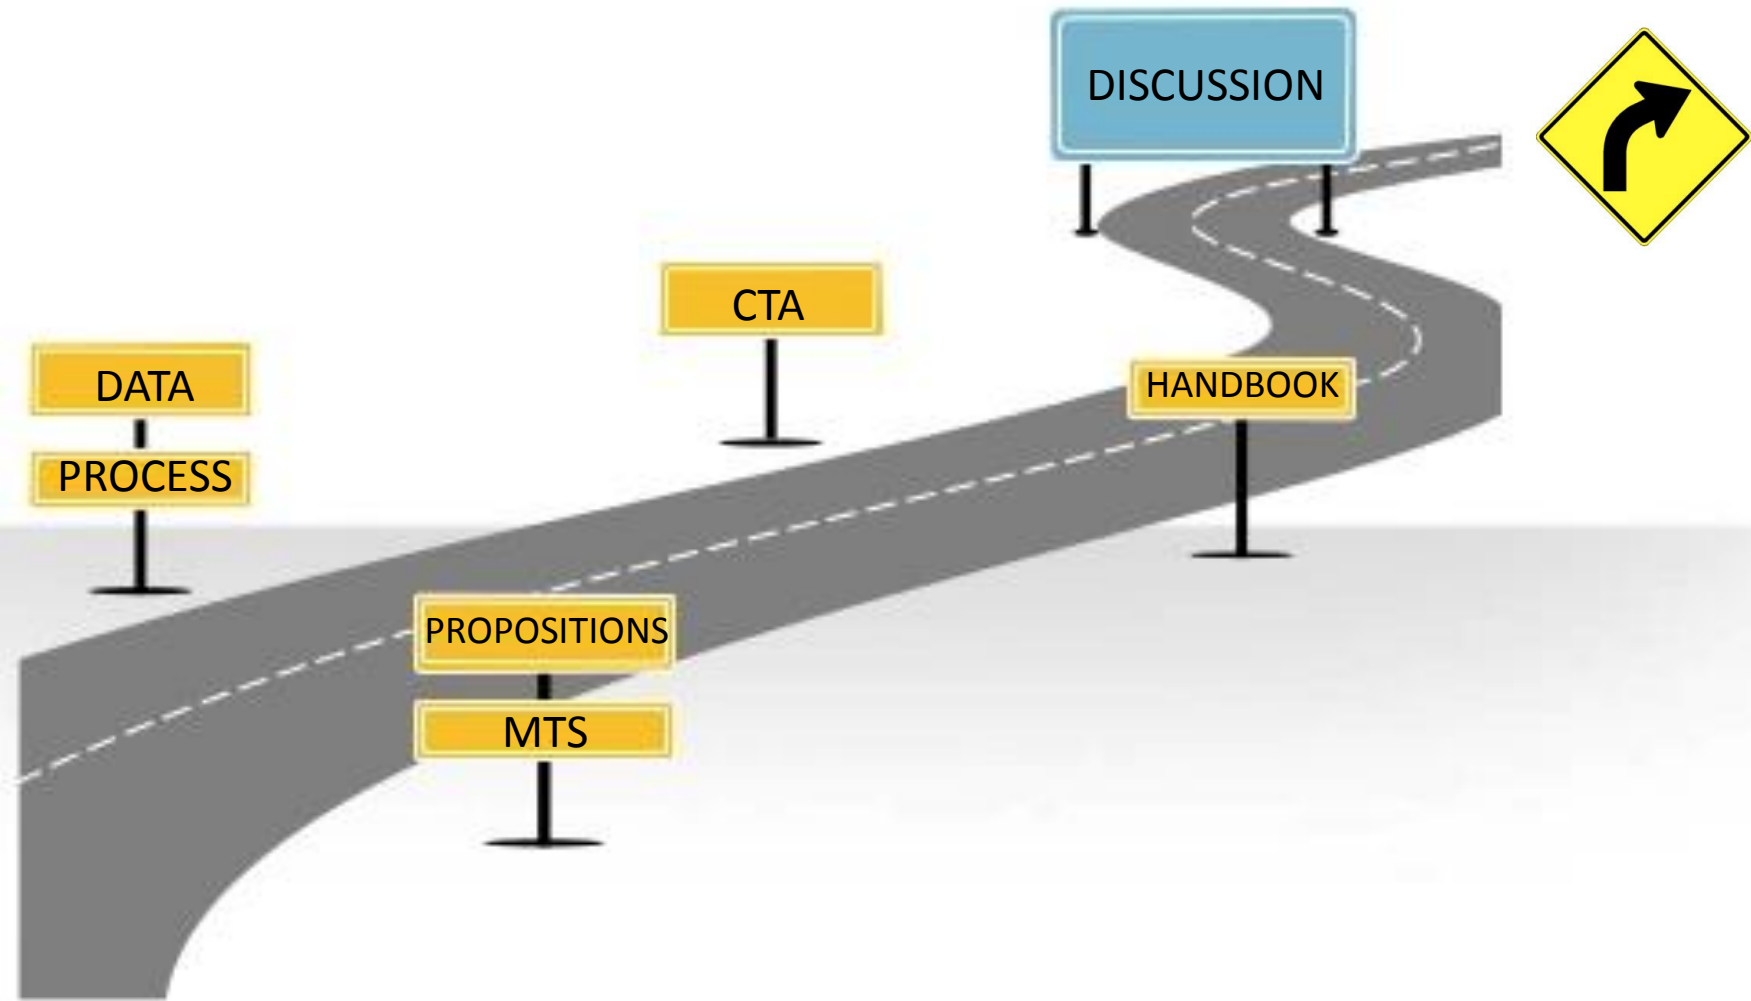 DISCUSSION
CTA
DATA
PROCESS
HANDBOOK
PROPOSITIONS
MTS